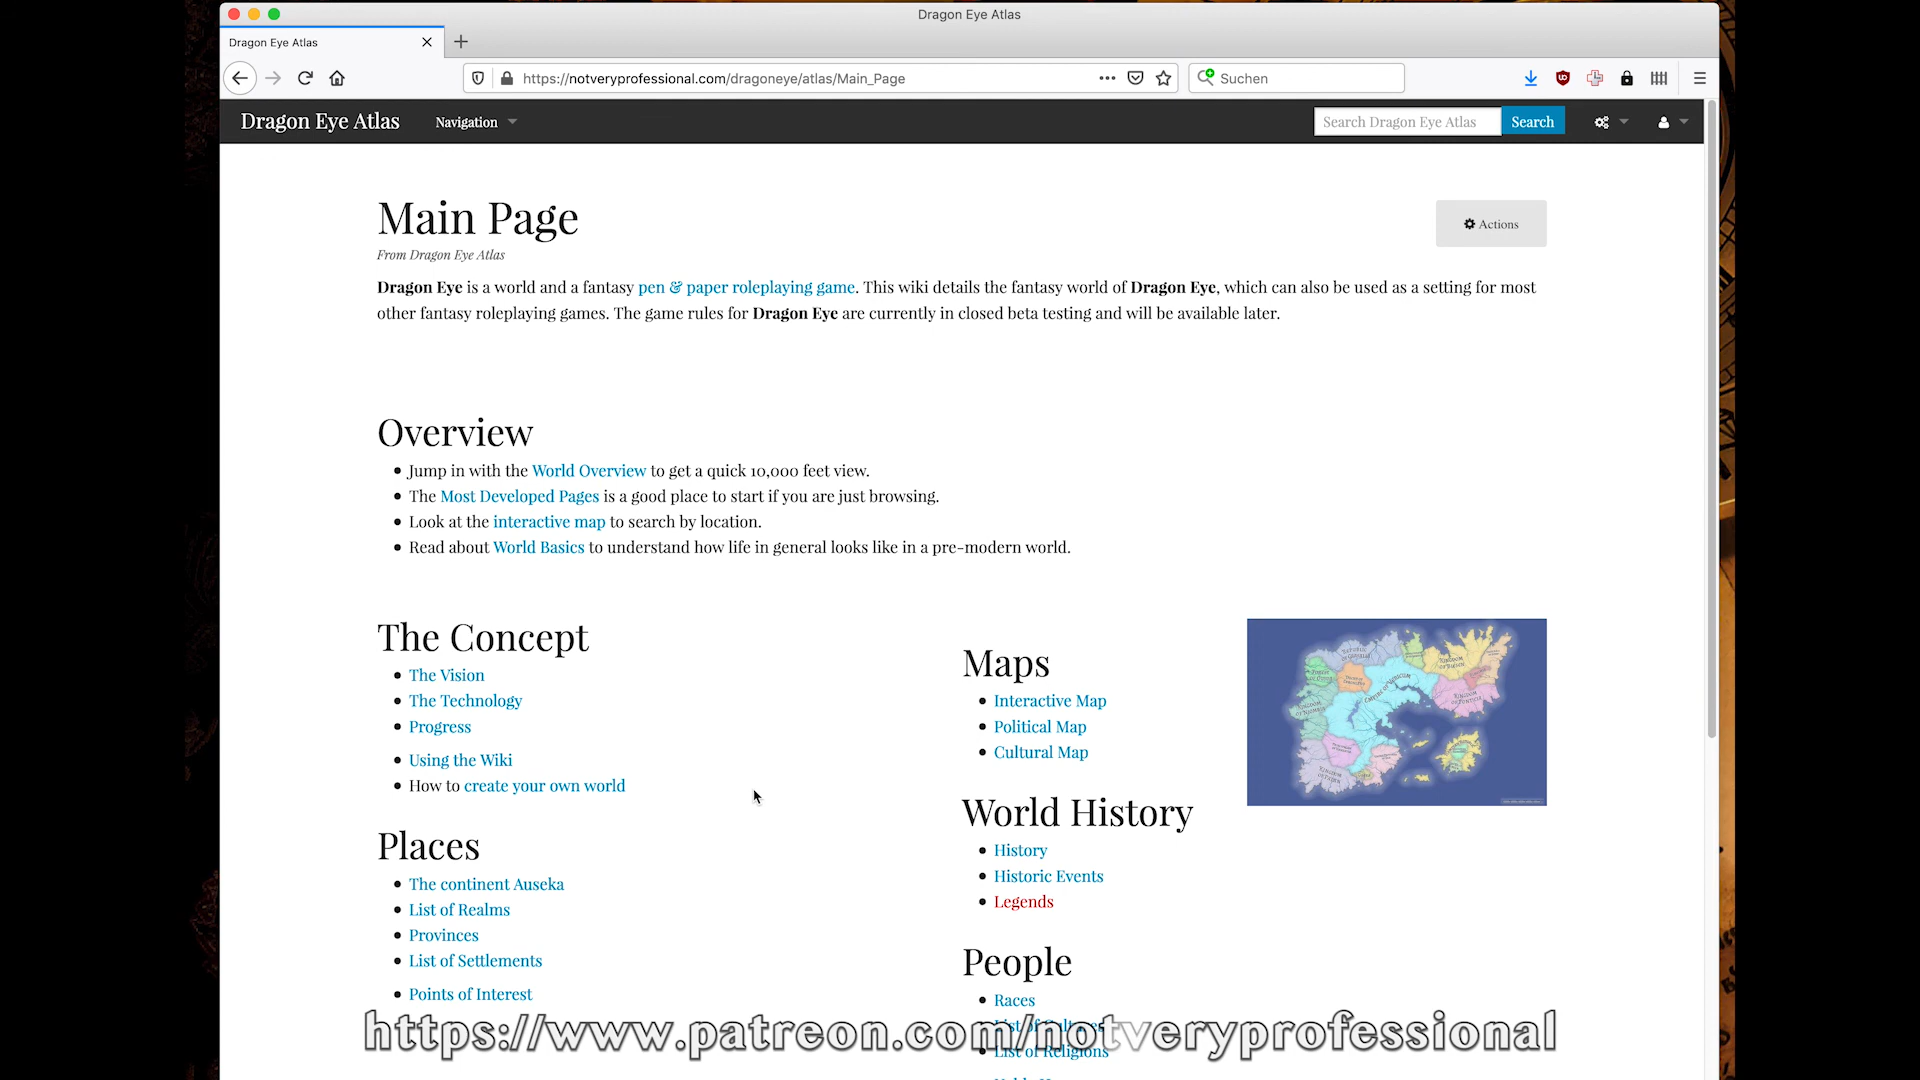 Dragon Eye Atlas
Dragon Eye Atlas
https://notveryprofessional.com/dragoneye/atlas/Main_Page
Suchen
Dragon Eye Atlas
Navigation
Search Dragon Eye Atlas
Search
Main Page
Actions
From Dragon Eye Atlas
Dragon Eye is a world and a fantasy pen & paper roleplaying game. This wiki details the fantasy world of Dragon Eye, which can also be used as a setting for most
other fantasy roleplaying games. The game rules for Dragon Eye are currently in closed beta testing and will be available later.
Overview
Jump in with the World Overview to get a quick 10,000 feet view.
The Most Developed Pages is a good place to start if you are just browsing.
Look at the interactive map to search by location.
Read about World Basics to understand how life in general looks like in a pre-modern world.
The Concept
The Vision
The Technology
Progress
Using the Wiki
How to create your own world
Places
The continent Auseka
List of Realms
Provinces
List of Settlements
Points of Interest
Maps
Interactive Map
Political Map
Cultural Map
World History
History
Historic Events
Legends
People
Races
List of Cultures
List of Religions
https://www.patreon.com/notveryprofessional